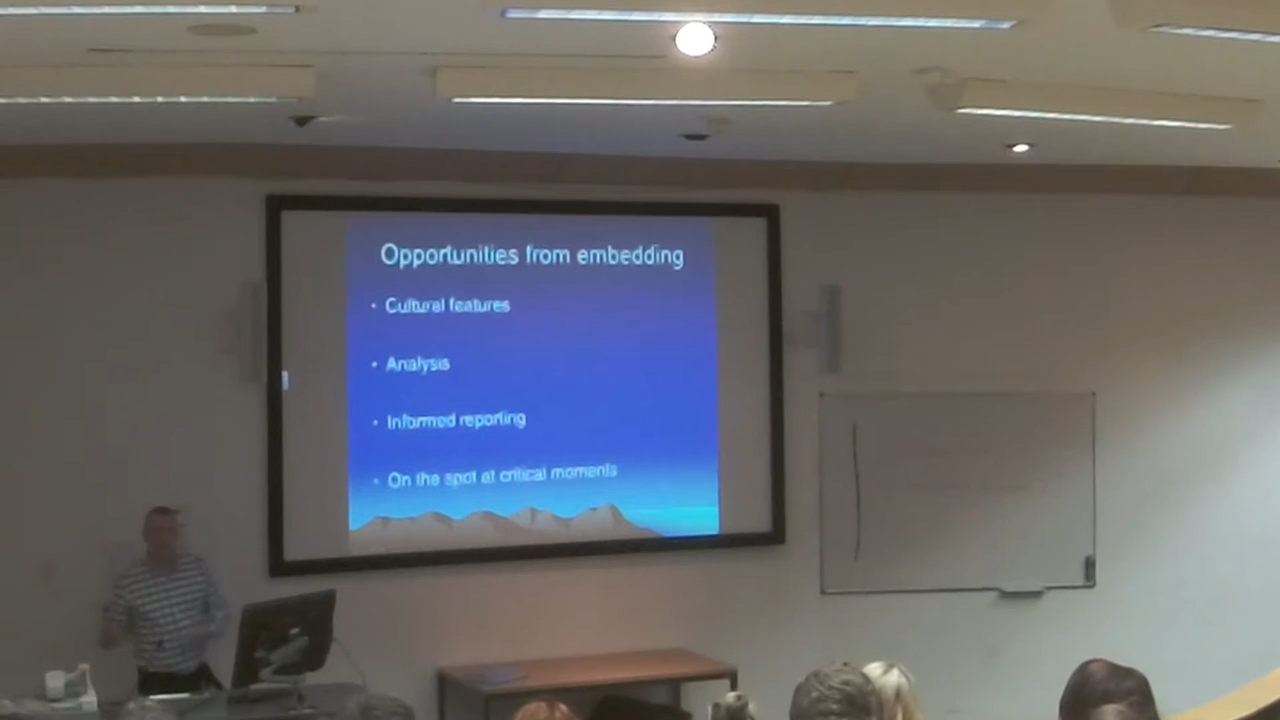 Opportunities from embedding
• Cultural features
• Analysis
• Informed reporting
• On the spot at critical moments